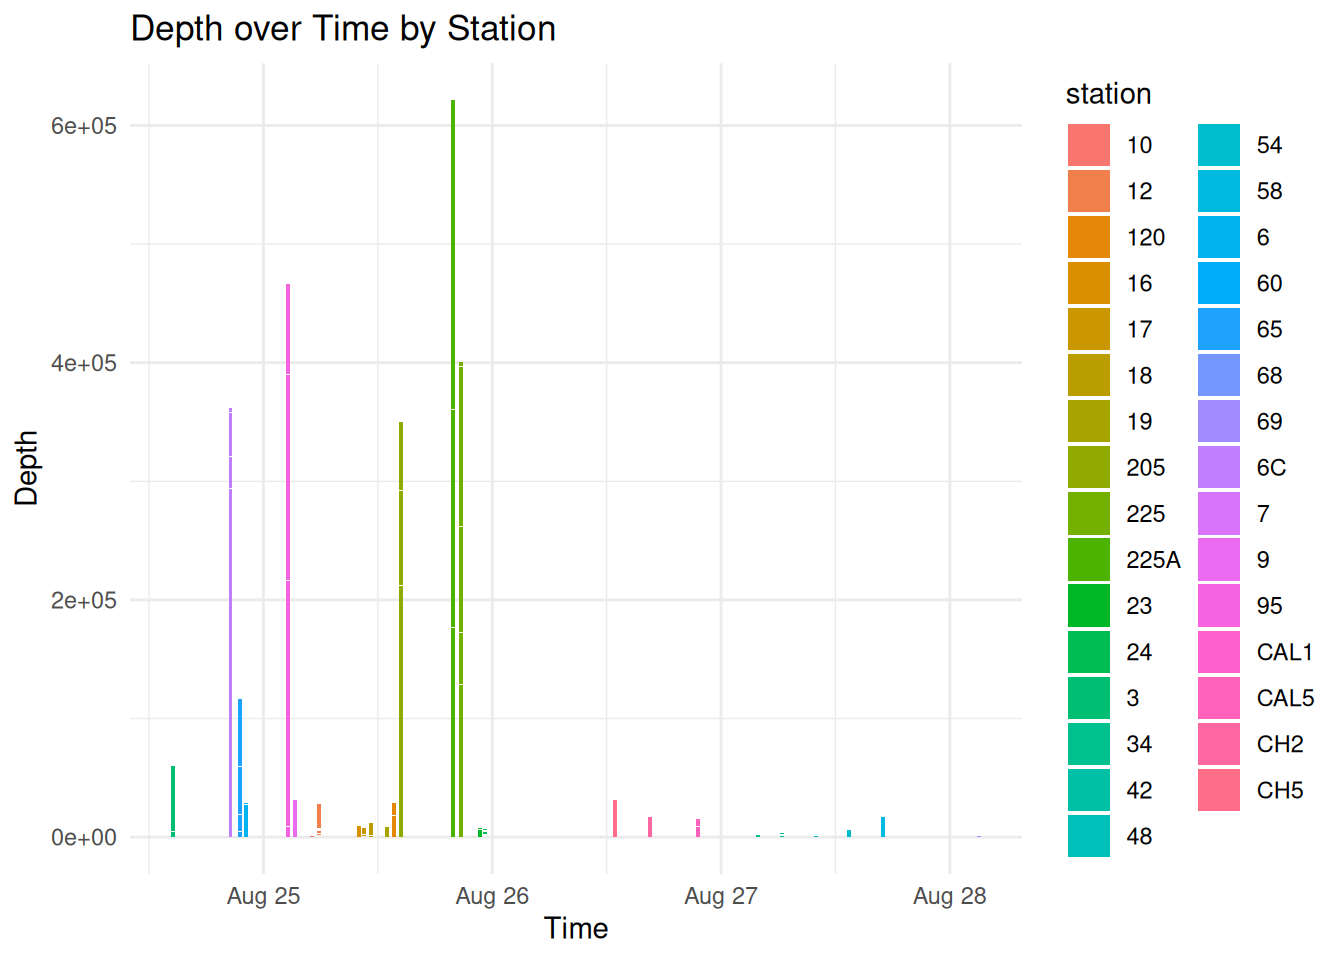 Depth over Time by Station
6e+05
4e+05
2e+05
0e+00
Depth
Aug 25
Aug 26
Aug 27
Aug 28
Time
station
10
12
120
16
17
18
19
205
225
225A
23
24
3
34
42
48
54
58
6
60
65
68
69
6C
7
9
95
CAL1
CAL5
CH2
CH5